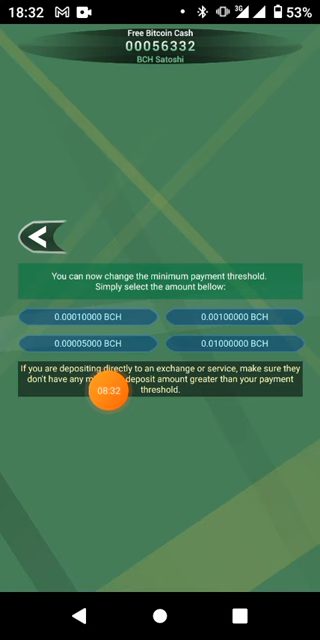 18:32 3G 53%
Free Bitcoin Cash
00056332
BCH Satoshi
You can now change the minimum payment threshold.
Simply select the amount bellow:
0.00010000 BCH 0.00100000 BCH
0.00005000 BCH 0.01000000 BCH
If you are depositing directly to an exchange or service, make sure they
don't have any deposit amount greater than your payment
08:32
threshold.